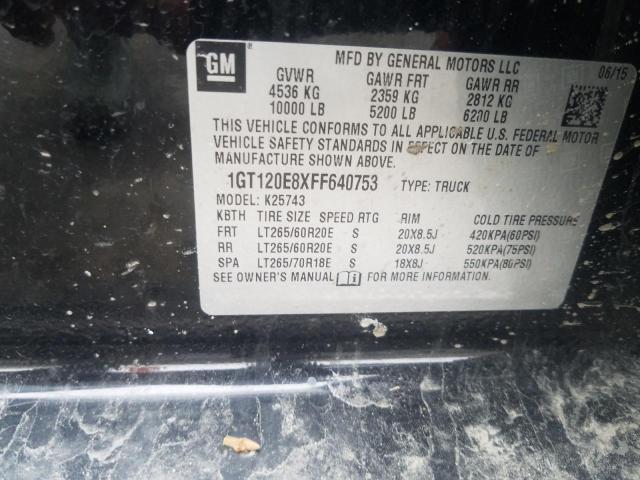 GM
MFD BY GENERAL MOTORS LLC
06/15
GVWR GAWR FRT GAWR RR
4536 KG 2359 KG 2812 KG
10000 LB 5200 LB 6200 LB
THIS VEHICLE CONFORMS TO ALL APPLICABLE U.S. FEDERAL MOTOR
VEHICLE SAFETY STANDARDS IN EFFECT ON THE DATE OF
MANUFACTURE SHOWN ABOVE.
1GT120E8XFF640753 TYPE: TRUCK
MODEL: K25743
KBTH TIRE SIZE SPEED RTG RIM COLD TIRE PRESSURE
FRT LT265/60R20E S 20X8.5J 420KPA(60PSI)
RR LT265/60R20E S 20X8.5J 520KPA(75PSI)
SPA LT265/70R18E S 18X8J 550KPA(80PSI)
SEE OWNER'S MANUAL FOR MORE INFORMATION.